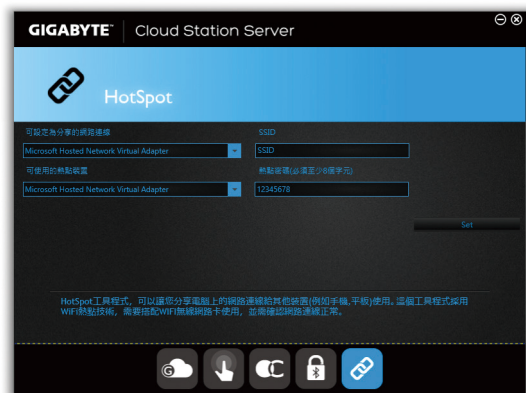 GIGABYTE™ Cloud Station Server
HotSpot
可設定為分享的網路連線
SSID
Microsoft Hosted Network Virtual Adapter
SSID
可使用的熱點裝置
熱點密碼(必須至少8個字元)
Microsoft Hosted Network Virtual Adapter
12345678
Set
HotSpot工具程式，可以讓您分享電腦上的網路連線給其他裝置(例如手機,平板)使用。這個工具程式採用
WiFi熱點技術，需要搭配WIFI無線網路卡使用，並需確認網路連線正常。
G